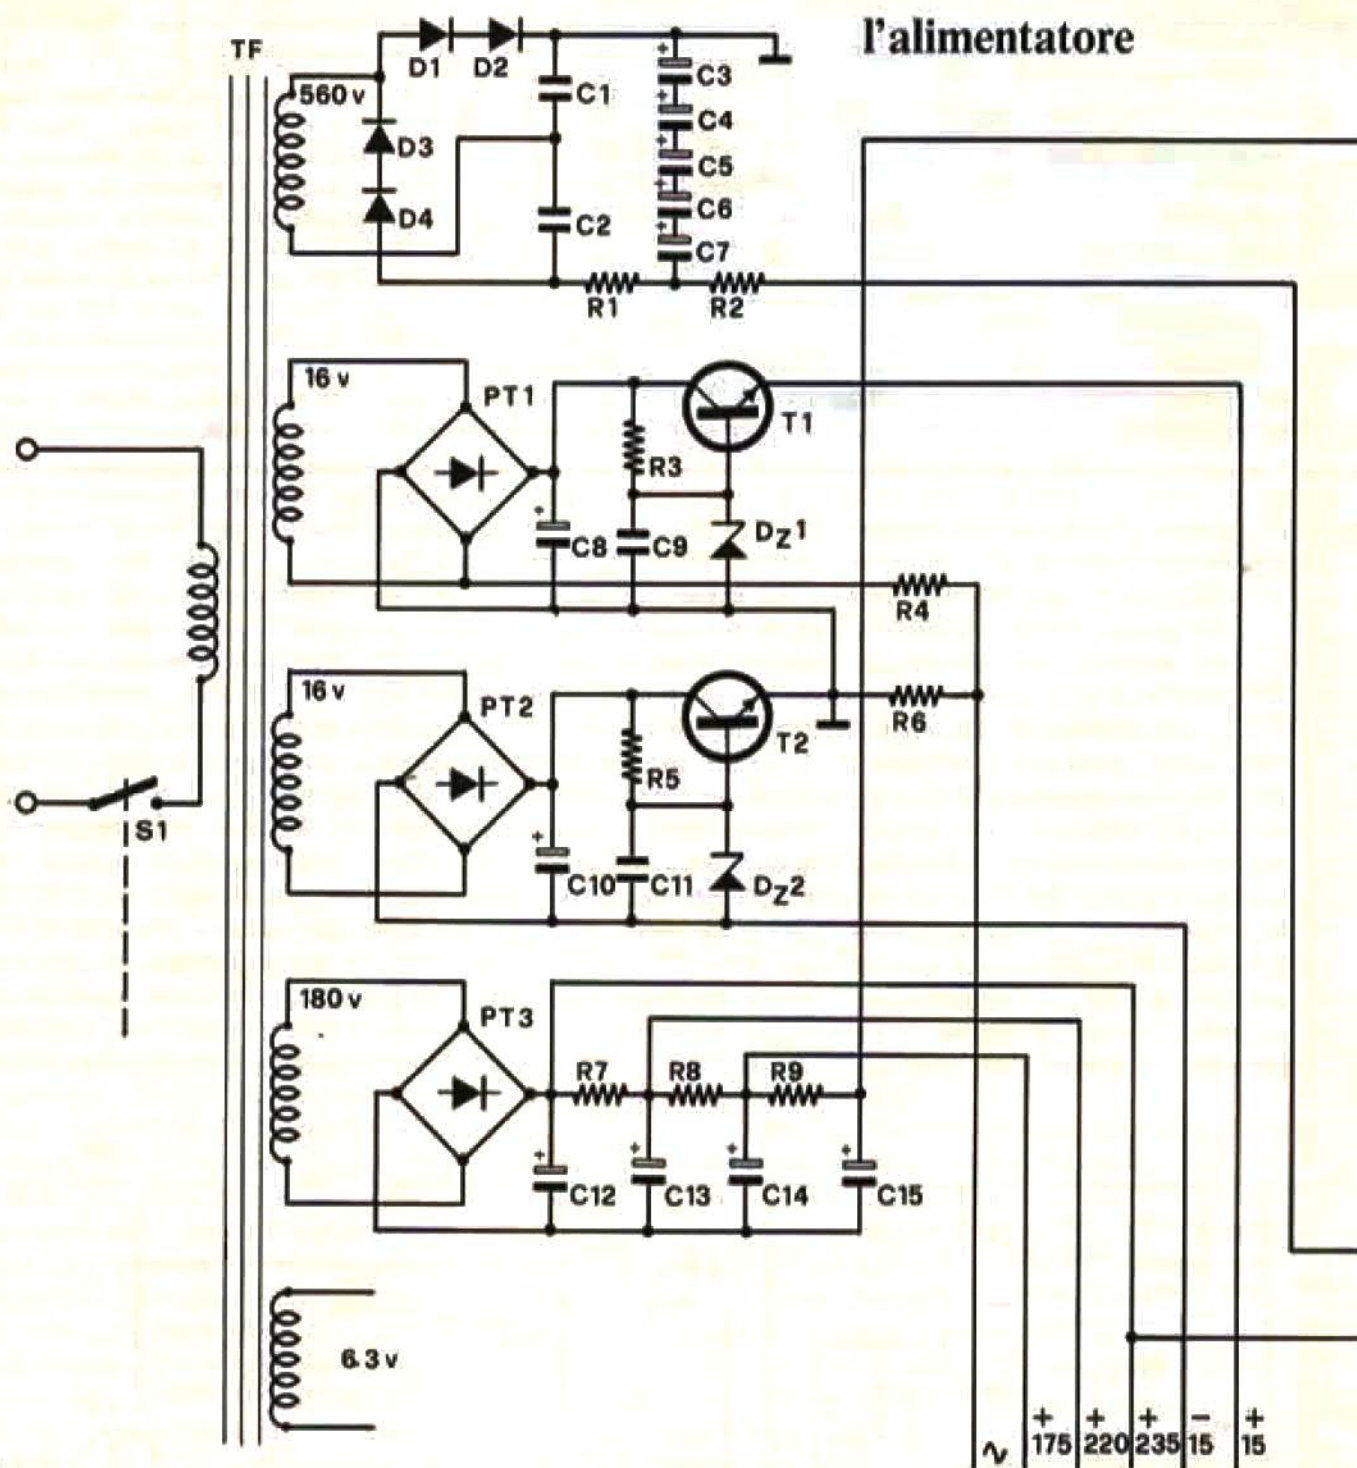 l'alimentatore
TF
D1 D2
560 v
C1
C3
C4
D3
C5
D4
C2
C6
C7
R1
R2
16 v
PT1
T1
R3
C8
C9
DZ1
R4
16 v
PT2
T2
R6
R5
S1
C10
C11
DZ2
180 v
PT3
R7
R8
R9
C12
C13
C14
C15
6.3 v
∿
+ 175
+ 220
+ 235
− 15
+ 15